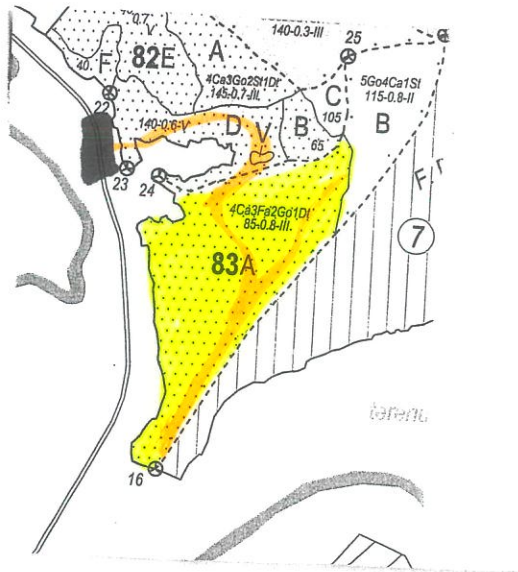 0.7
140-0.3-III
25
82E
A
40
F
4Ca3Go2St1Dt
145-0.7-III.
5Go4Ca1St
115-0.8-II
22
C
105
140-0.6-V
D
V
B
B
65
23
24
F.r
4Ca3Fa2Go1Dt
85-0.8-III.
7
83A
16